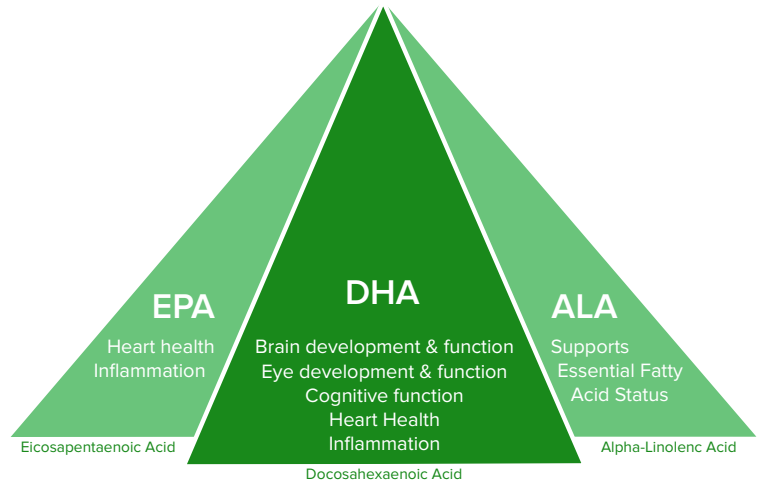 EPA
Heart health
Inflammation
Eicosapentaenoic Acid
DHA
Brain development & function
Eye development & function
Cognitive function
Heart Health
Inflammation
Docosahexaenoic Acid
ALA
Supports
Essential Fatty
Acid Status
Alpha-Linolenc Acid